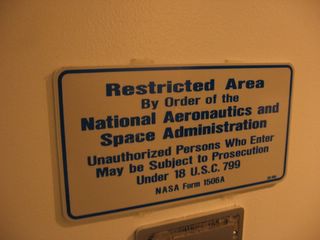 Restricted Area
By Order of the
National Aeronautics and
Space Administration
Unauthorized Persons Who Enter
May be Subject to Prosecution
Under 18 U.S.C. 799
NASA Form 1506A